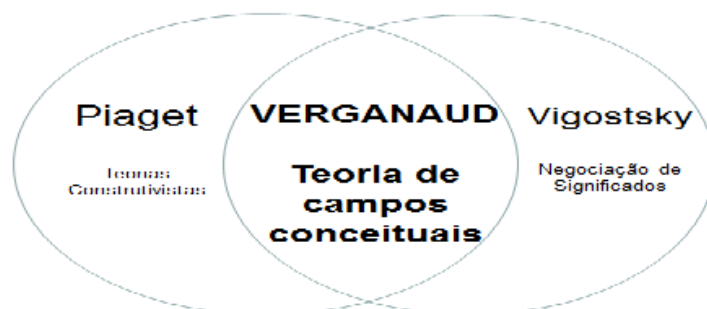 Piaget
Teorias
Construtivistas
VERGANAUD
Teoria de
campos
conceituais
Vigostsky
Negociação de
Significados